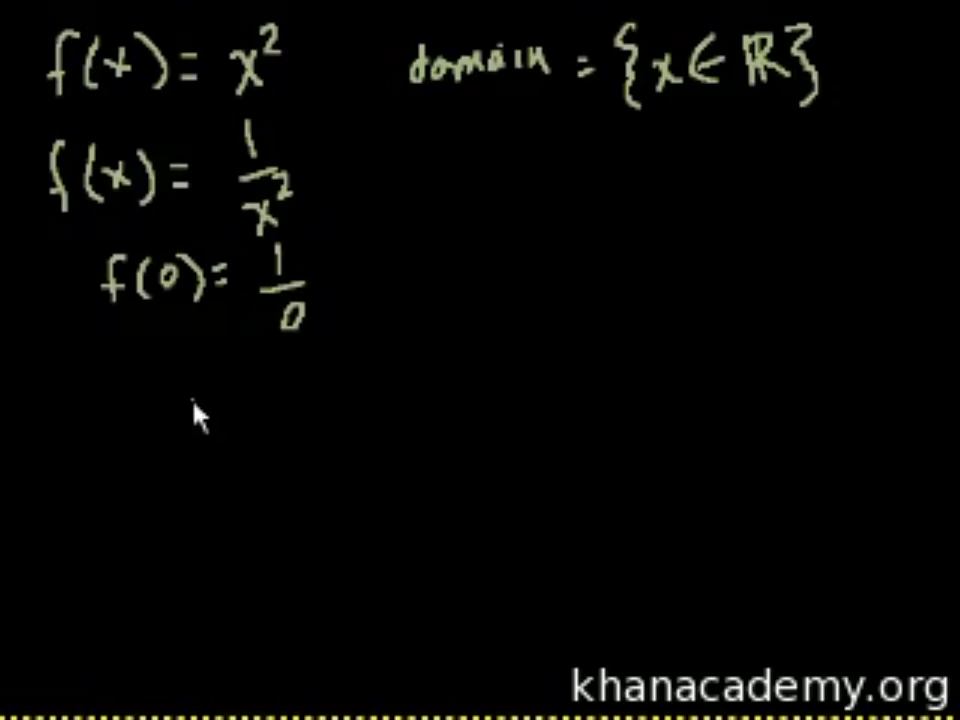 f(x) = x² domain = {x ∈ ℝ}
f(x) = 1/x²
f(0) = 1/0
khanacademy.org